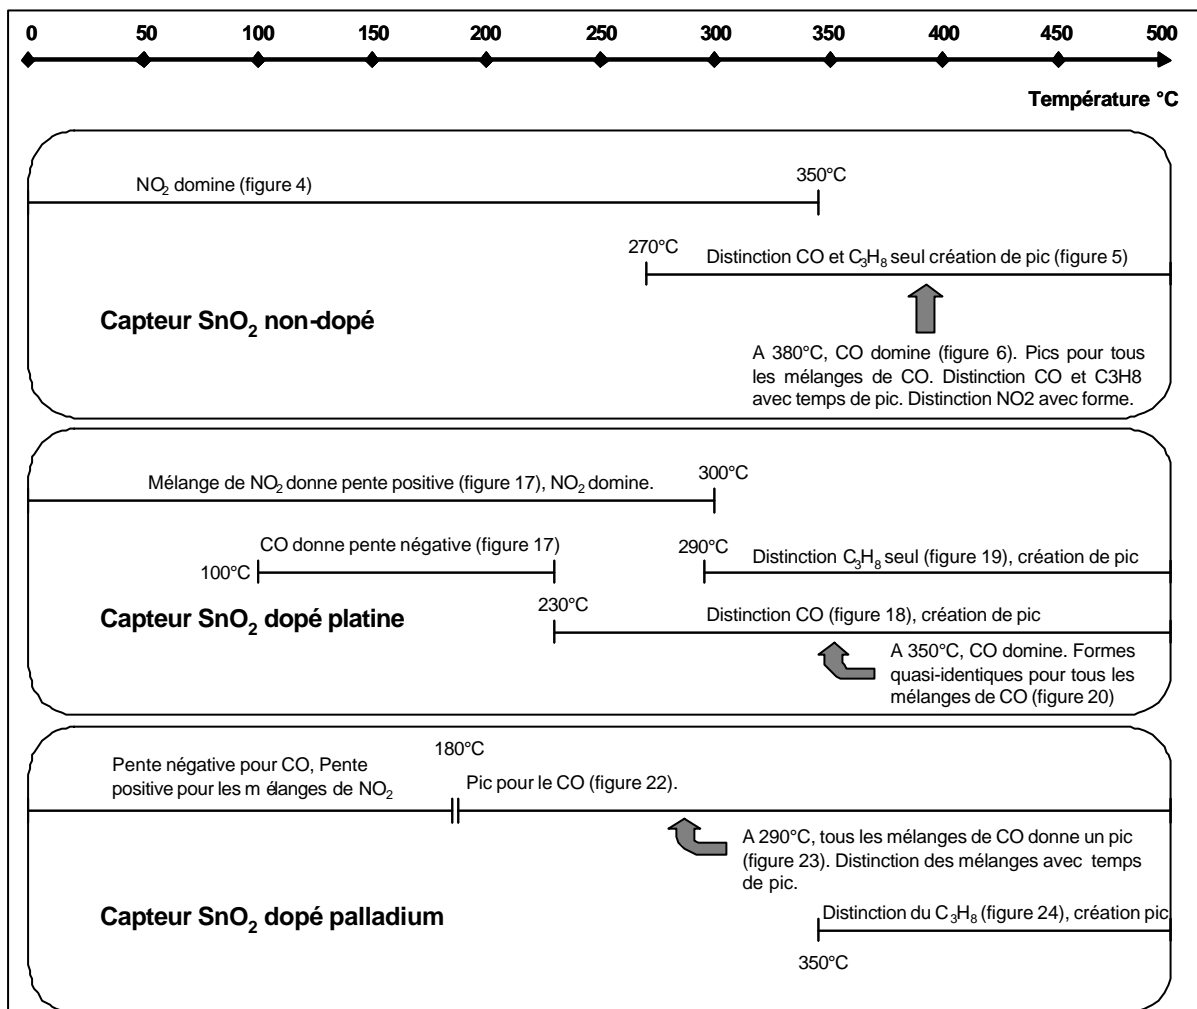 0 50 100 150 200 250 300 350 400 450 500
Température °C
NO₂ domine (figure 4)
350°C
270°C
Distinction CO et C₃H₈ seul création de pic (figure 5)
Capteur SnO₂ non-dopé
A 380°C, CO domine (figure 6). Pics pour tous
les mélanges de CO. Distinction CO et C3H8
avec temps de pic. Distinction NO2 avec forme.
Mélange de NO₂ donne pente positive (figure 17), NO₂ domine.
300°C
CO donne pente négative (figure 17)
100°C
290°C
Distinction C₃H₈ seul (figure 19), création de pic
230°C
Distinction CO (figure 18), création de pic
Capteur SnO₂ dopé platine
A 350°C, CO domine. Formes
quasi-identiques pour tous les
mélanges de CO (figure 20)
180°C
Pente négative pour CO, Pente
positive pour les m élanges de NO₂
Pic pour le CO (figure 22).
A 290°C, tous les mélanges de CO donne un pic
(figure 23). Distinction des mélanges avec temps
de pic.
Capteur SnO₂ dopé palladium
Distinction du C₃H₈ (figure 24), création pic
350°C